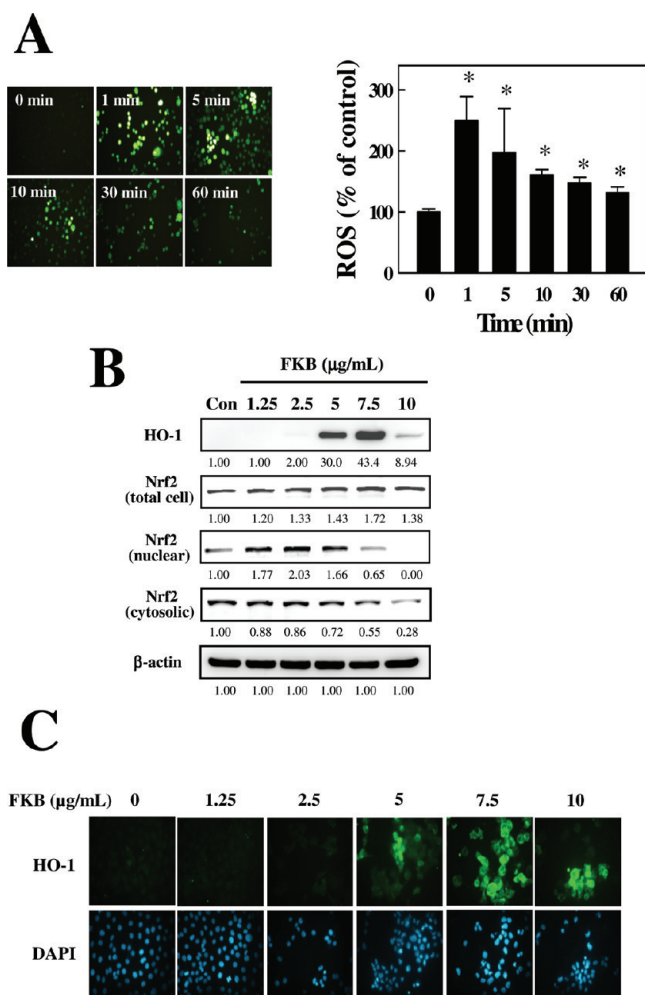 A
0 min 1 min 5 min
10 min 30 min 60 min
ROS (% of control)
300
200
100
0
0 1 5 10 30 60
* * * * *
Time (min)
B
FKB (µg/mL)
Con 1.25 2.5 5 7.5 10
HO-1
1.00 1.00 2.00 30.0 43.4 8.94
Nrf2
(total cell)
1.00 1.20 1.33 1.43 1.72 1.38
Nrf2
(nuclear)
1.00 1.77 2.03 1.66 0.65 0.00
Nrf2
(cytosolic)
1.00 0.88 0.86 0.72 0.55 0.28
β-actin
1.00 1.00 1.00 1.00 1.00 1.00
C
FKB (µg/mL) 0 1.25 2.5 5 7.5 10
HO-1
DAPI